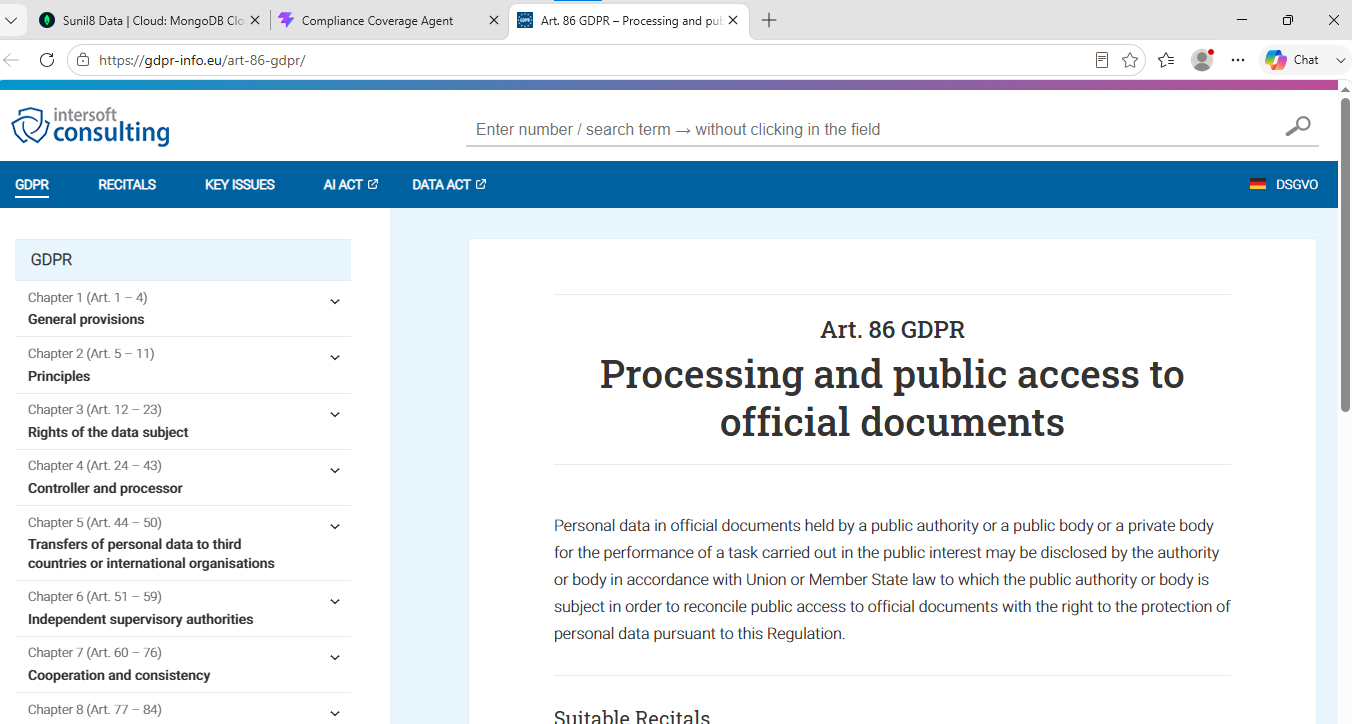 Sunil8 Data | Cloud: MongoDB Clo
Compliance Coverage Agent
Art. 86 GDPR – Processing and pub
https://gdpr-info.eu/art-86-gdpr/
Chat
intersoft
consulting
Enter number / search term → without clicking in the field
GDPR
RECITALS
KEY ISSUES
AI ACT
DATA ACT
DSGVO
GDPR
Chapter 1 (Art. 1 – 4)
General provisions
Chapter 2 (Art. 5 – 11)
Principles
Chapter 3 (Art. 12 – 23)
Rights of the data subject
Chapter 4 (Art. 24 – 43)
Controller and processor
Chapter 5 (Art. 44 – 50)
Transfers of personal data to third
countries or international organisations
Chapter 6 (Art. 51 – 59)
Independent supervisory authorities
Chapter 7 (Art. 60 – 76)
Cooperation and consistency
Chapter 8 (Art. 77 – 84)
Art. 86 GDPR
Processing and public access to
official documents
Personal data in official documents held by a public authority or a public body or a private body
for the performance of a task carried out in the public interest may be disclosed by the authority
or body in accordance with Union or Member State law to which the public authority or body is
subject in order to reconcile public access to official documents with the right to the protection of
personal data pursuant to this Regulation.
Suitable Recitals